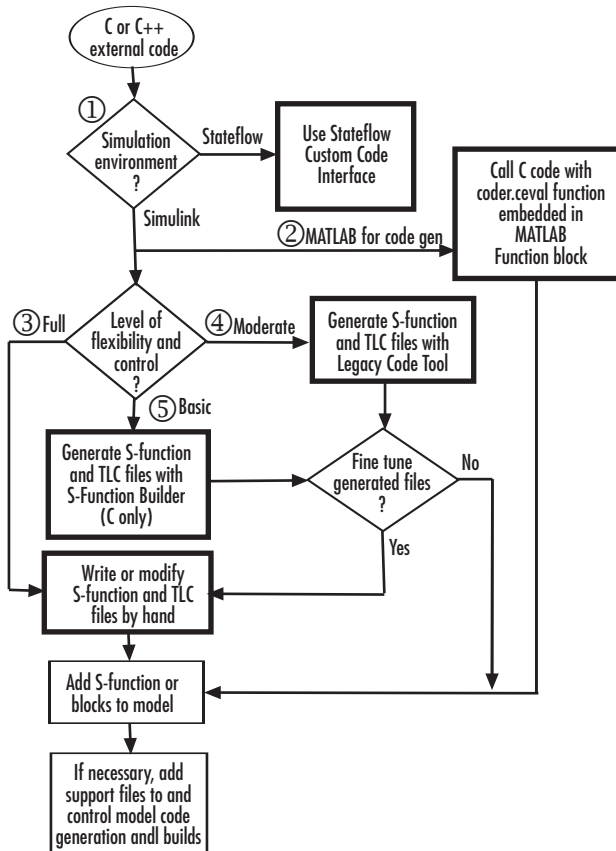 C or C++
external code
①
Simulation
environment
?
Stateflow
Use Stateflow
Custom Code
Interface
Simulink
②MATLAB for code gen
Call C code with
coder.ceval function
embedded in
MATLAB
Function block
③Full
Level of
flexibility and
control
?
④Moderate
Generate S-function
and TLC files with
Legacy Code Tool
⑤Basic
Generate S-function
and TLC files with
S-Function Builder
(C only)
Fine tune
generated files
?
No
Yes
Write or modify
S-function and TLC
files by hand
Add S-function or
blocks to model
If necessary, add
support files to and
control model code
generation andl builds